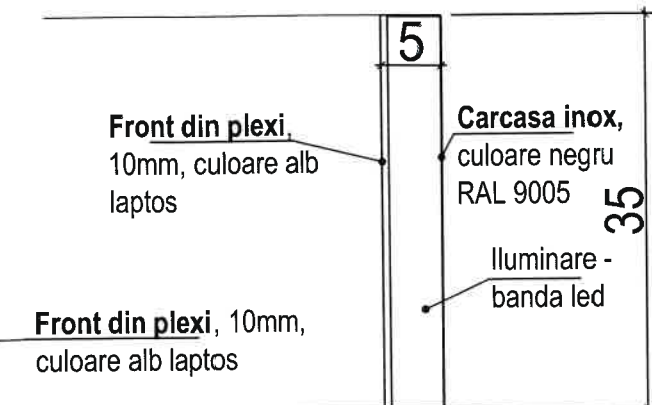 5
Front din plexi,
10mm, culoare alb
laptos
Carcasa inox,
culoare negru
RAL 9005
35
Iluminare -
banda led
Front din plexi, 10mm,
culoare alb laptos